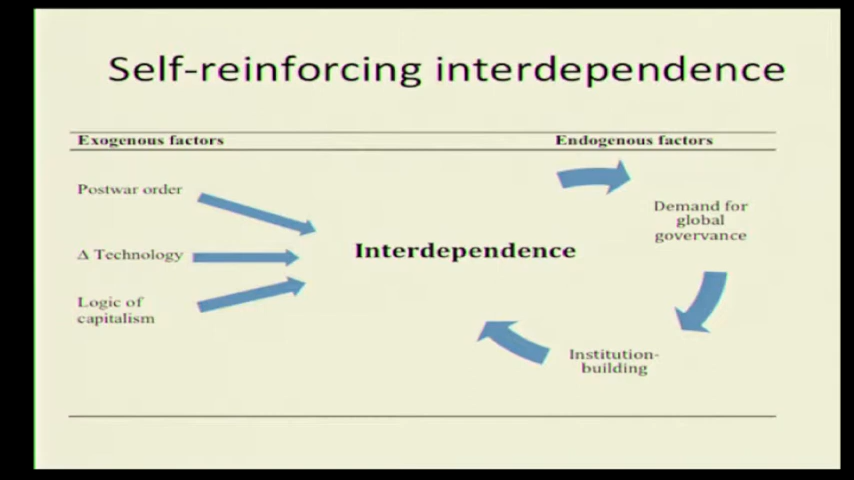 Self-reinforcing interdependence
Exogenous factors
Endogenous factors
Postwar order
Δ Technology
Logic of
capitalism
Interdependence
Demand for
global
govervance
Institution-
building